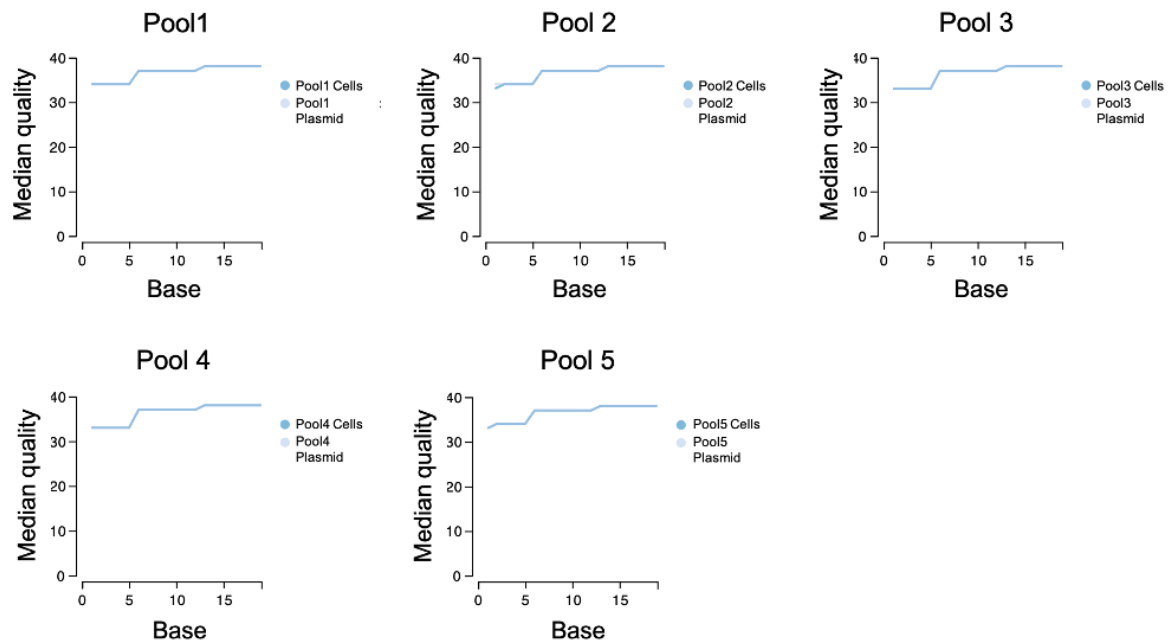 Pool1
Median quality
40
30
20
10
0
0 5 10 15
Base
Pool1 Cells
Pool1
Plasmid
:
Pool 2
Median quality
40
30
20
10
0
0 5 10 15
Base
Pool2 Cells
Pool2
Plasmid
Pool 3
Median quality
40
30
20
10
0
0 5 10 15
Base
Pool3 Cells
Pool3
Plasmid
Pool 4
Median quality
40
30
20
10
0
0 5 10 15
Base
Pool4 Cells
Pool4
Plasmid
Pool 5
Median quality
40
30
20
10
0
0 5 10 15
Base
Pool5 Cells
Pool5
Plasmid